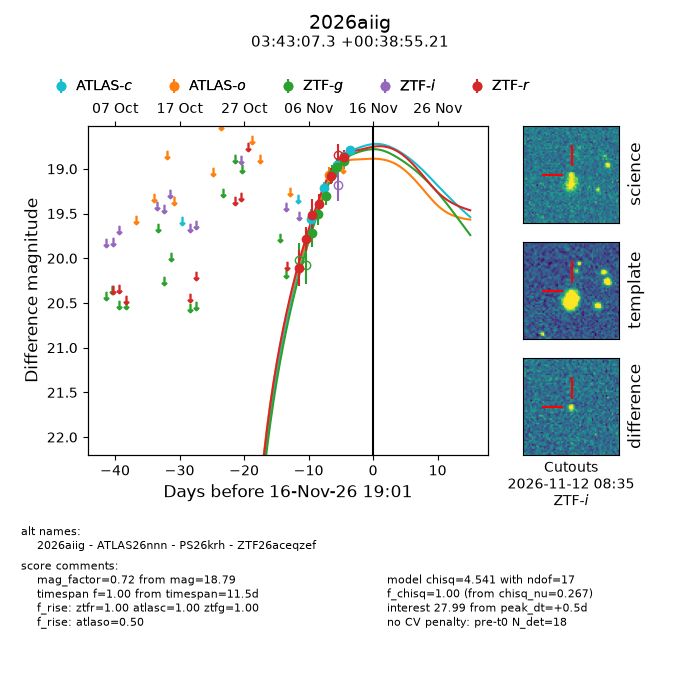 2026aiig
03:43:07.3 +00:38:55.21
ATLAS-c
ATLAS-o
ZTF-g
ZTF-i
ZTF-r
07 Oct
17 Oct
27 Oct
06 Nov
16 Nov
26 Nov
19.0
19.5
20.0
20.5
21.0
21.5
22.0
Difference magnitude
−40
−30
−20
−10
0
10
Days before 16-Nov-26 19:01
science
template
difference
Cutouts
2026-11-12 08:35
ZTF-i
alt names:
2026aiig - ATLAS26nnn - PS26krh - ZTF26aceqzef
score comments:
mag_factor=0.72 from mag=18.79
timespan f=1.00 from timespan=11.5d
f_rise: ztfr=1.00 atlasc=1.00 ztfg=1.00
f_rise: atlaso=0.50
model chisq=4.541 with ndof=17
f_chisq=1.00 (from chisq_nu=0.267)
interest 27.99 from peak_dt=+0.5d
no CV penalty: pre-t0 N_det=18